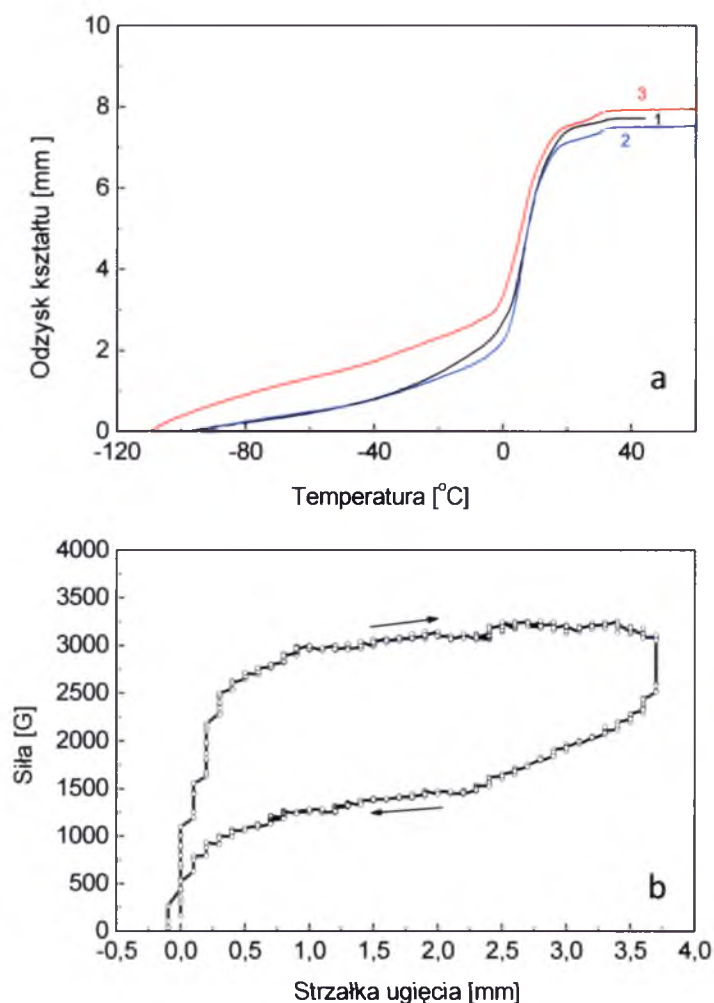 10
8
6
4
2
0
Odzysk kształtu [mm]
3
1
2
a
-120 -80 -40 0 40
Temperatura [°C]
4000
3500
3000
2500
2000
1500
1000
500
0
Siła [G]
b
-0,5 0,0 0,5 1,0 1,5 2,0 2,5 3,0 3,5 4,0
Strzałka ugięcia [mm]